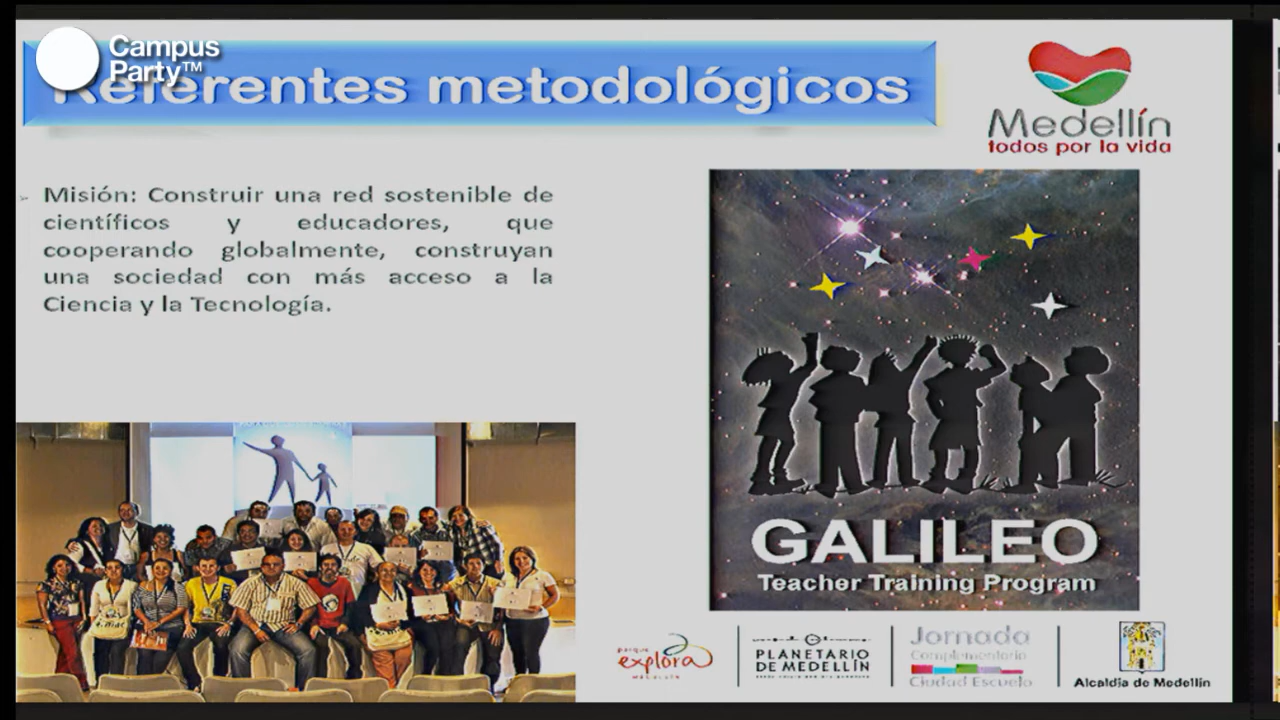 Campus
Party™
Referentes metodológicos
Medellín
todos por la vida
Misión: Construir una red sostenible de
científicos y educadores, que
cooperando globalmente, construyan
una sociedad con más acceso a la
Ciencia y la Tecnología.
GALILEO
Teacher Training Program
parque
explora
MEDELLÍN
PLANETARIO
DE MEDELLÍN
Jornada
Complementaria
Ciudad Escuela
Alcaldía de Medellín